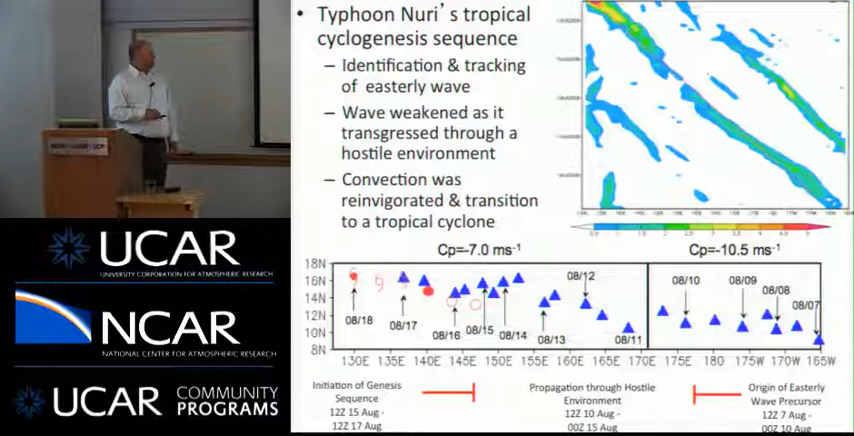 • Typhoon Nuri's tropical
cyclogenesis sequence
– Identification & tracking
of easterly wave
– Wave weakened as it
transgressed through a
hostile environment
– Convection was
reinvigorated & transition
to a tropical cyclone
UCAR
UNIVERSITY CORPORATION FOR ATMOSPHERIC RESEARCH
NCAR
NATIONAL CENTER FOR ATMOSPHERIC RESEARCH
UCAR COMMUNITY
PROGRAMS
Cp=-7.0 ms⁻¹
Cp=-10.5 ms⁻¹
18N
16N
14N
12N
10N
8N
08/18
08/17
08/16
08/15
08/14
08/13
08/12
08/11
08/10
08/09
08/08
08/07
130E 135E 140E 145E 150E 155E 160E 165E 170E 175E 180 175W 170W 165W
Initiation of Genesis
Sequence
12Z 15 Aug -
12Z 17 Aug
Propagation through Hostile
Environment
12Z 10 Aug -
00Z 15 Aug
Origin of Easterly
Wave Precursor
12Z 7 Aug -
00Z 10 Aug